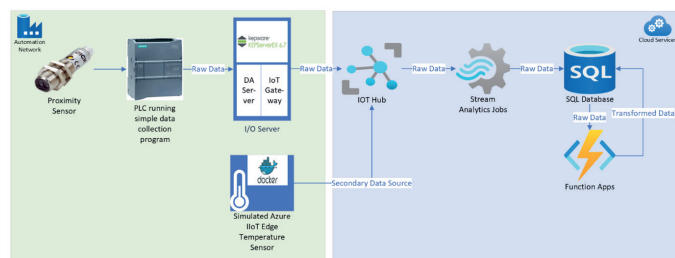 Automation
Network
Proximity
Sensor
PLC running
simple data
collection
program
Raw Data
kepware
KEPServerEX 6.7
DA
Ser-
ver
IoT
Gate-
way
I/O Server
docker
Simulated Azure
IIoT Edge
Temperature
Sensor
Raw Data
Secondary Data Source
IOT Hub
Raw Data
Stream
Analytics Jobs
Raw Data
Cloud Services
SQL
SQL Database
Raw Data
Transformed Data
Function Apps